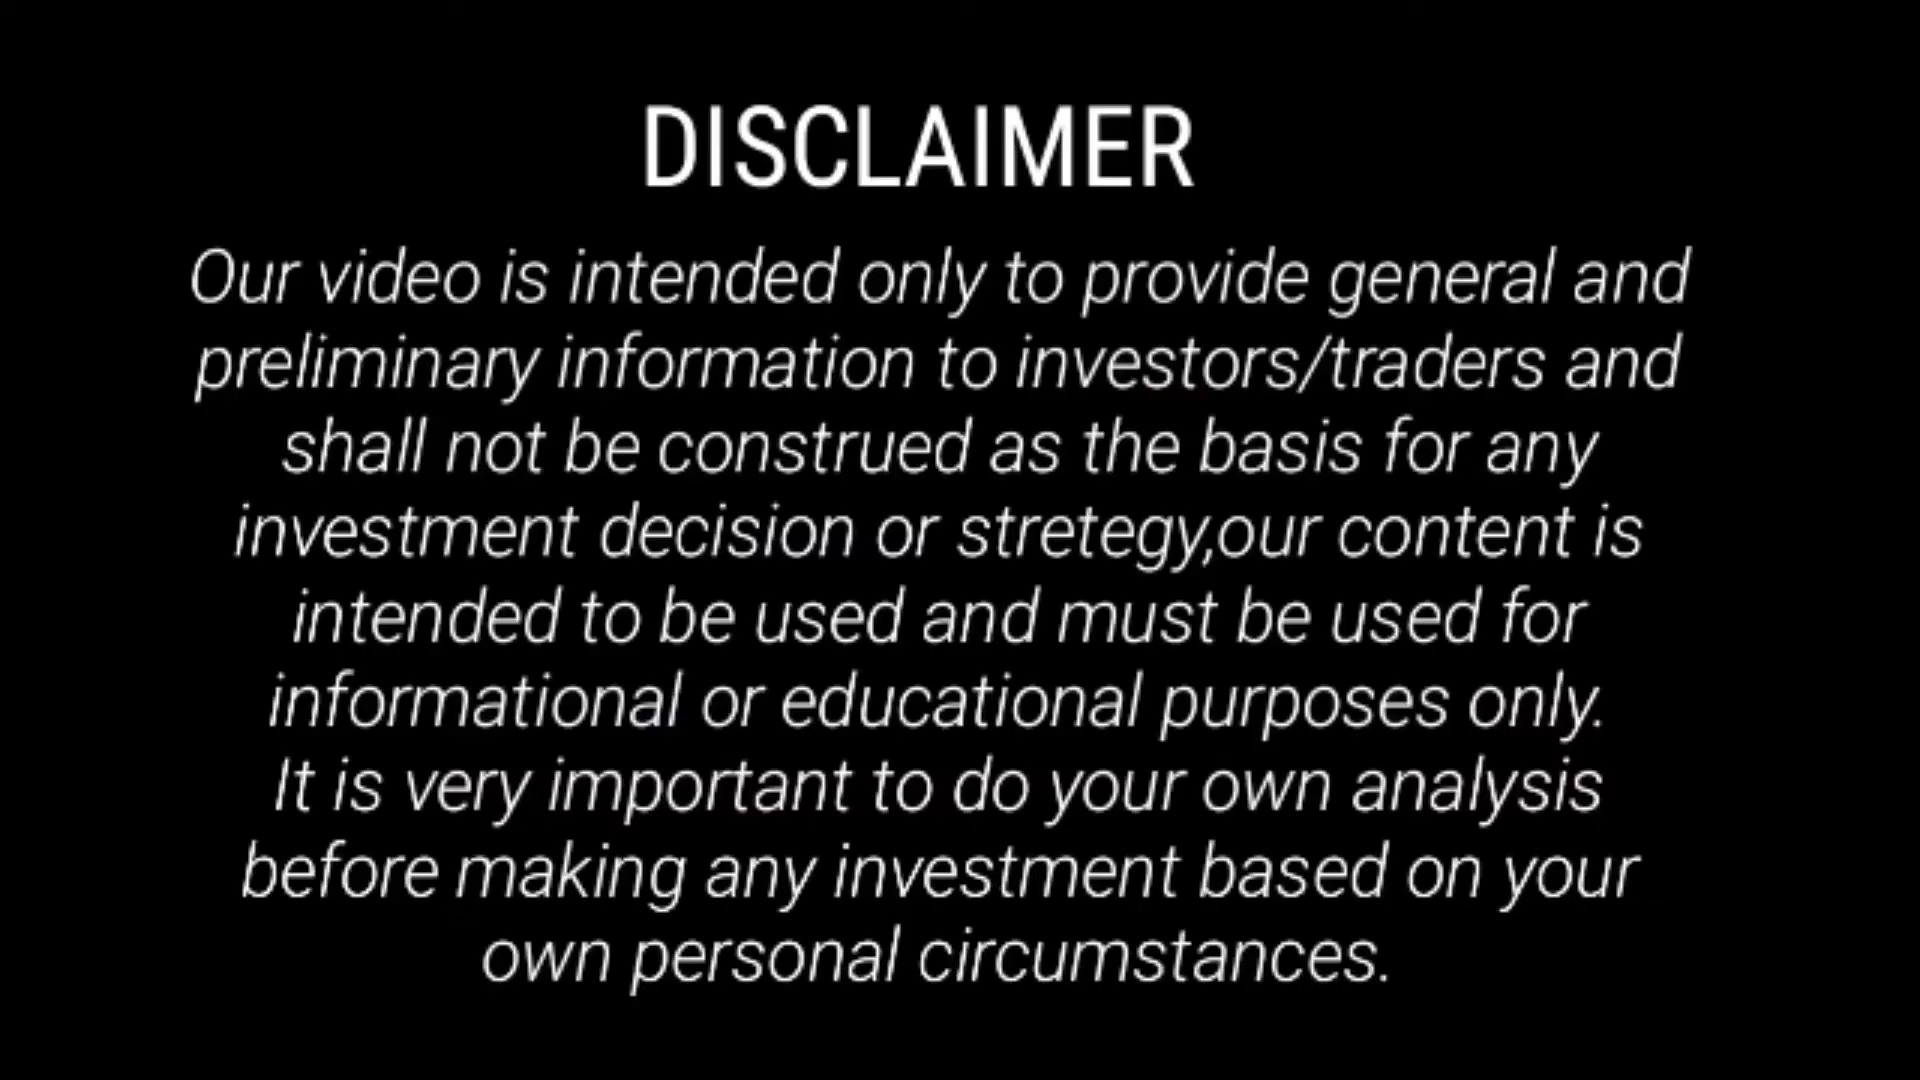 DISCLAIMER
Our video is intended only to provide general and
preliminary information to investors/traders and
shall not be construed as the basis for any
investment decision or stretegy,our content is
intended to be used and must be used for
informational or educational purposes only.
It is very important to do your own analysis
before making any investment based on your
own personal circumstances.